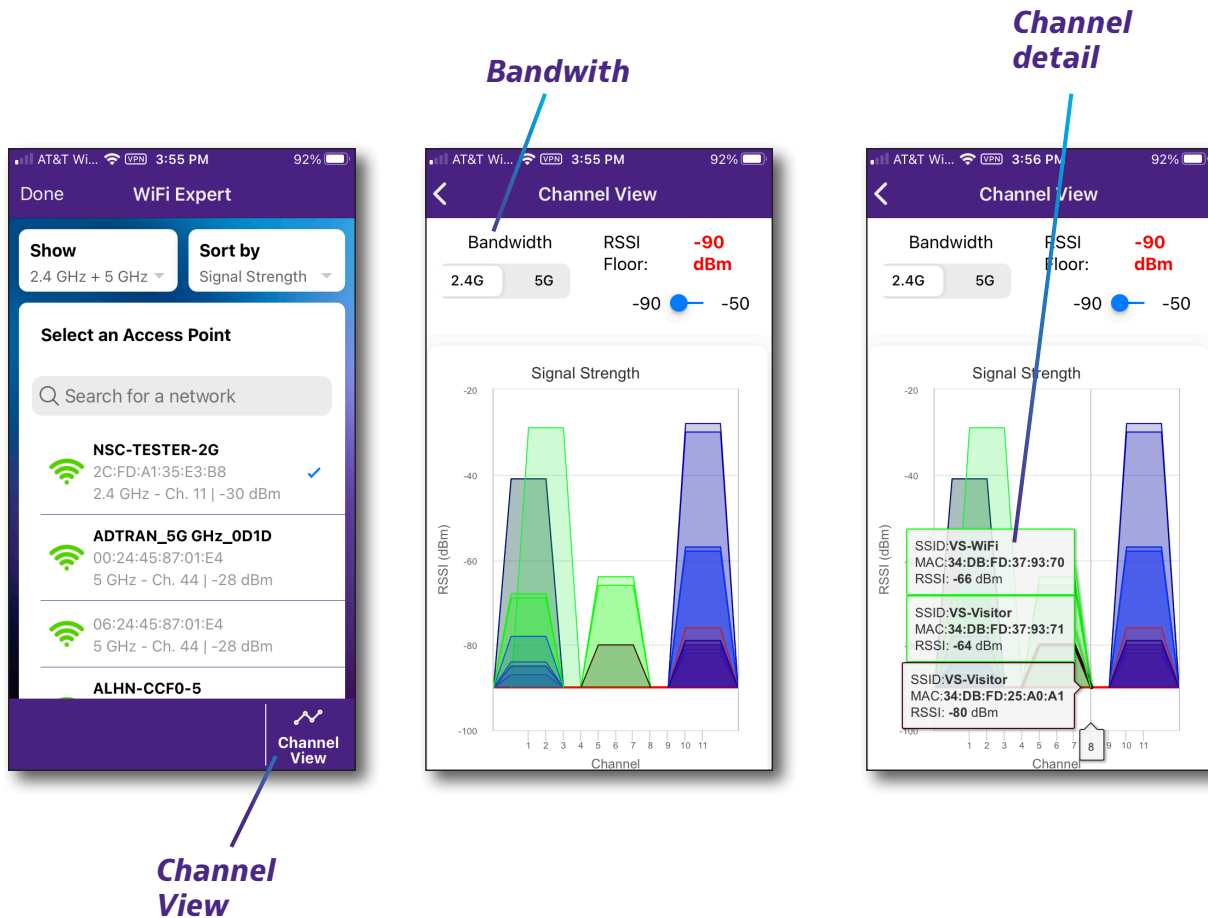 Bandwith
Channel
detail
AT&T Wi... VPN 3:55 PM 92%
Done WiFi Expert
Show
2.4 GHz + 5 GHz
Sort by
Signal Strength
Select an Access Point
Search for a network
NSC-TESTER-2G
2C:FD:A1:35:E3:B8
2.4 GHz - Ch. 11 | -30 dBm
ADTRAN_5G GHz_0D1D
00:24:45:87:01:E4
5 GHz - Ch. 44 | -28 dBm
06:24:45:87:01:E4
5 GHz - Ch. 44 | -28 dBm
ALHN-CCF0-5
Channel
View
Channel
View
AT&T Wi... VPN 3:55 PM 92%
Channel View
Bandwidth
2.4G 5G
RSSI
Floor:
-90
dBm
-90 -50
Signal Strength
-20
-40
-60
-80
-100
RSSI (dBm)
1 2 3 4 5 6 7 8 9 10 11
Channel
AT&T Wi... VPN 3:56 PM 92%
Channel View
Bandwidth
2.4G 5G
RSSI
Floor:
-90
dBm
-90 -50
Signal Strength
-20
-40
-60
-80
-100
RSSI (dBm)
SSID:VS-WiFi
MAC:34:DB:FD:37:93:70
RSSI: -66 dBm
SSID:VS-Visitor
MAC:34:DB:FD:37:93:71
RSSI: -64 dBm
SSID:VS-Visitor
MAC:34:DB:FD:25:A0:A1
RSSI: -80 dBm
1 2 3 4 5 6 7 8 9 10 11
Channel